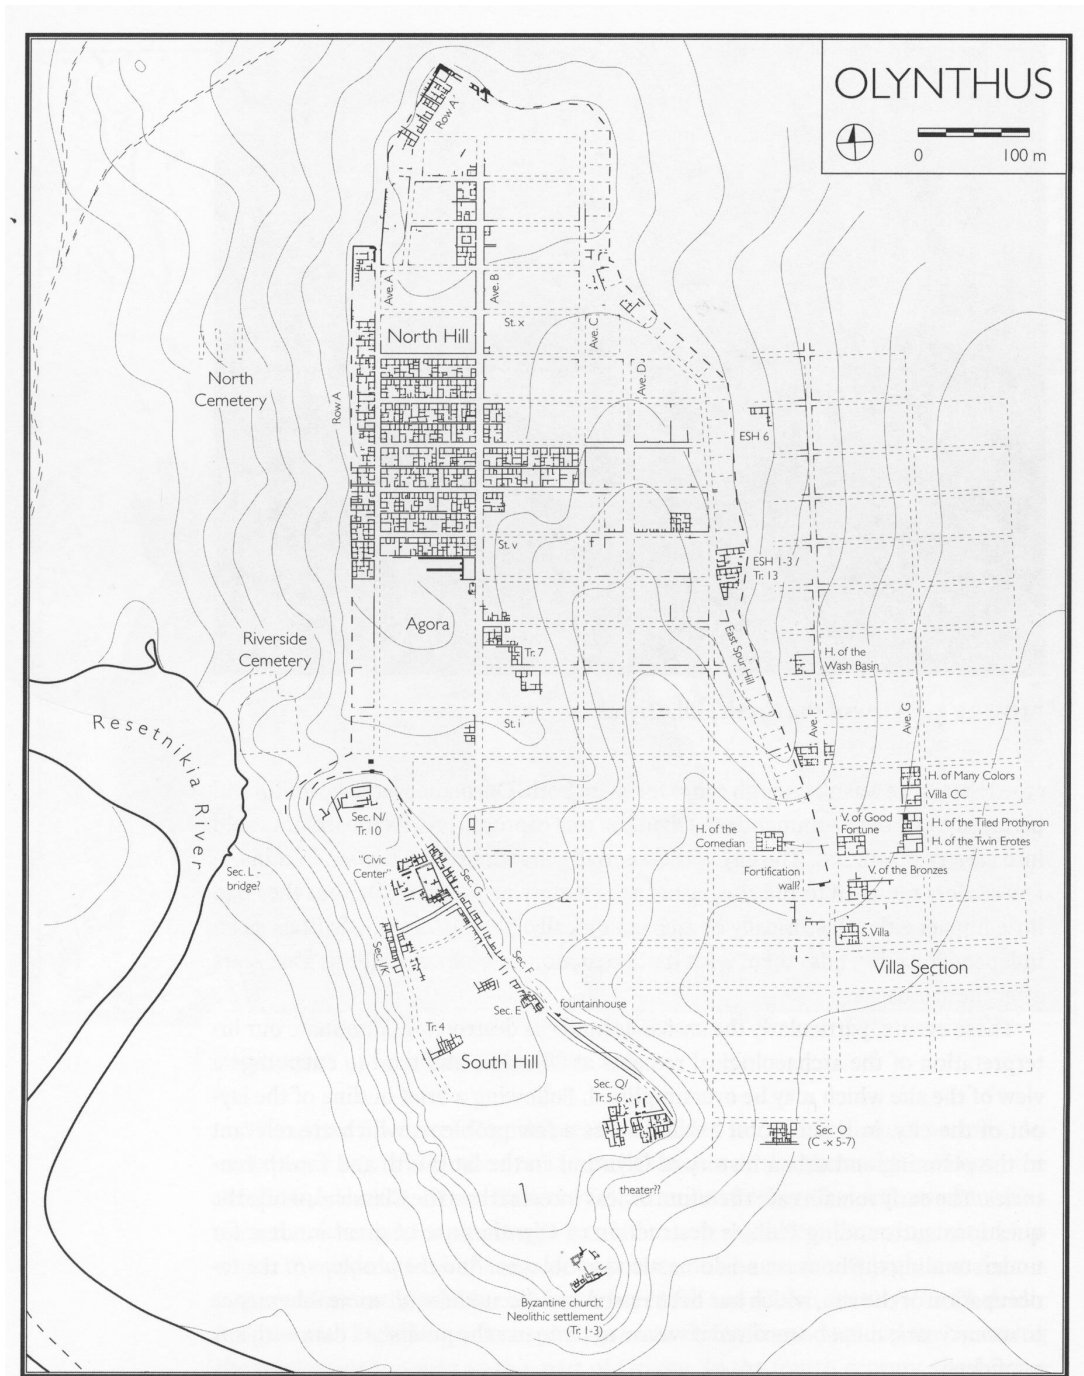 OLYNTHUS
0 100 m
Row A'
Ave. A
Ave. B
St. x
Ave. C
North Hill
Ave. D
North
Cemetery
Row A
ESH 6
St. v
ESH 1-3 /
Tr. 13
Agora
Riverside
Cemetery
Tr. 7
East Spur Hill
H. of the
Wash Basin
Resetnikia River
St. i
Ave. F
Ave. G
H. of Many Colors
Villa CC
Sec. N/
Tr. 10
V. of Good
Fortune
H. of the Tiled Prothyron
H. of the
Comedian
H. of the Twin Erotes
"Civic
Center"
Sec. G
Sec. L -
bridge?
Fortification
wall?
V. of the Bronzes
S. Villa
Sec. J/K
Sec. F
Villa Section
Sec. E
fountainhouse
Tr. 4
South Hill
Sec. Q/
Tr. 5-6
Sec. O
(C -x 5-7)
theater??
Byzantine church;
Neolithic settlement
(Tr. 1-3)